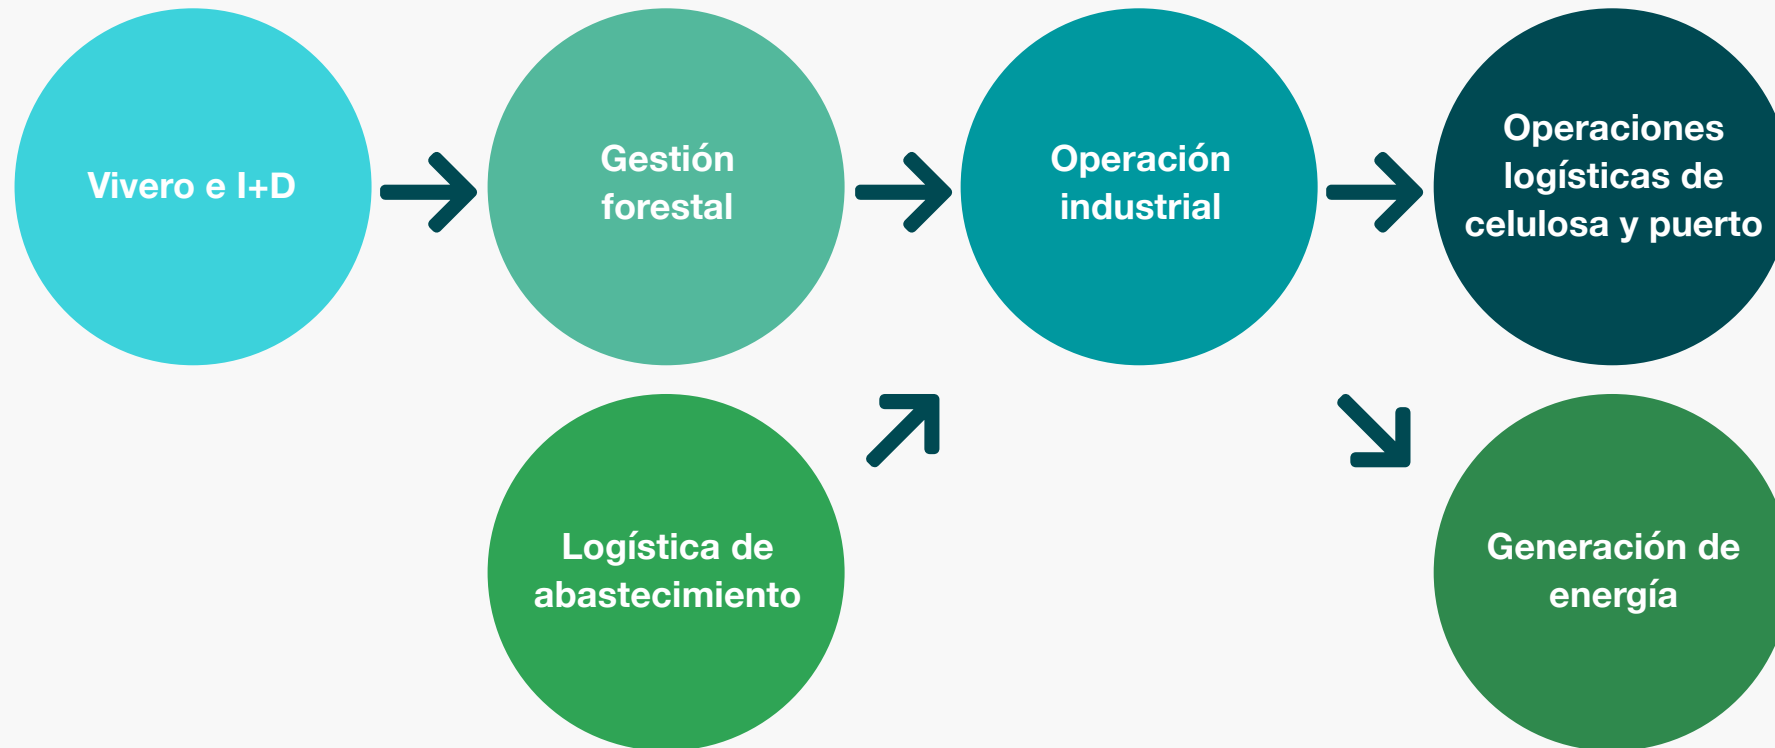 Vivero e I+D
Gestión
forestal
Operación
industrial
Operaciones
logísticas de
celulosa y puerto
Logística de
abastecimiento
Generación de
energía